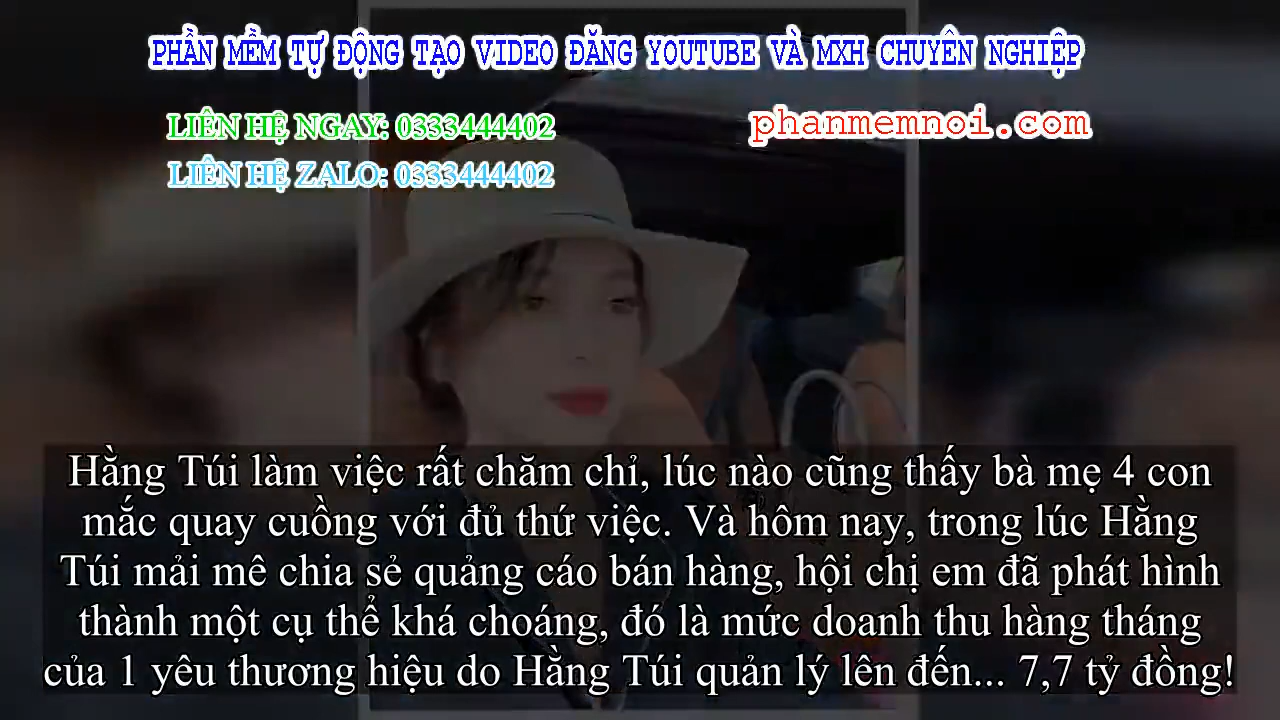 PHẦN MỀM TỰ ĐỘNG TẠO VIDEO ĐĂNG YOUTUBE VÀ MXH CHUYÊN NGHIỆP
LIÊN HỆ NGAY: 0333444402
phanmemnoi.com
LIÊN HỆ ZALO: 0333444402
Hằng Túi làm việc rất chăm chỉ, lúc nào cũng thấy bà mẹ 4 con
mắc quay cuồng với đủ thứ việc. Và hôm nay, trong lúc Hằng
Túi mải mê chia sẻ quảng cáo bán hàng, hội chị em đã phát hình
thành một cụ thể khá choáng, đó là mức doanh thu hàng tháng
của 1 yêu thương hiệu do Hằng Túi quản lý lên đến... 7,7 tỷ đồng!